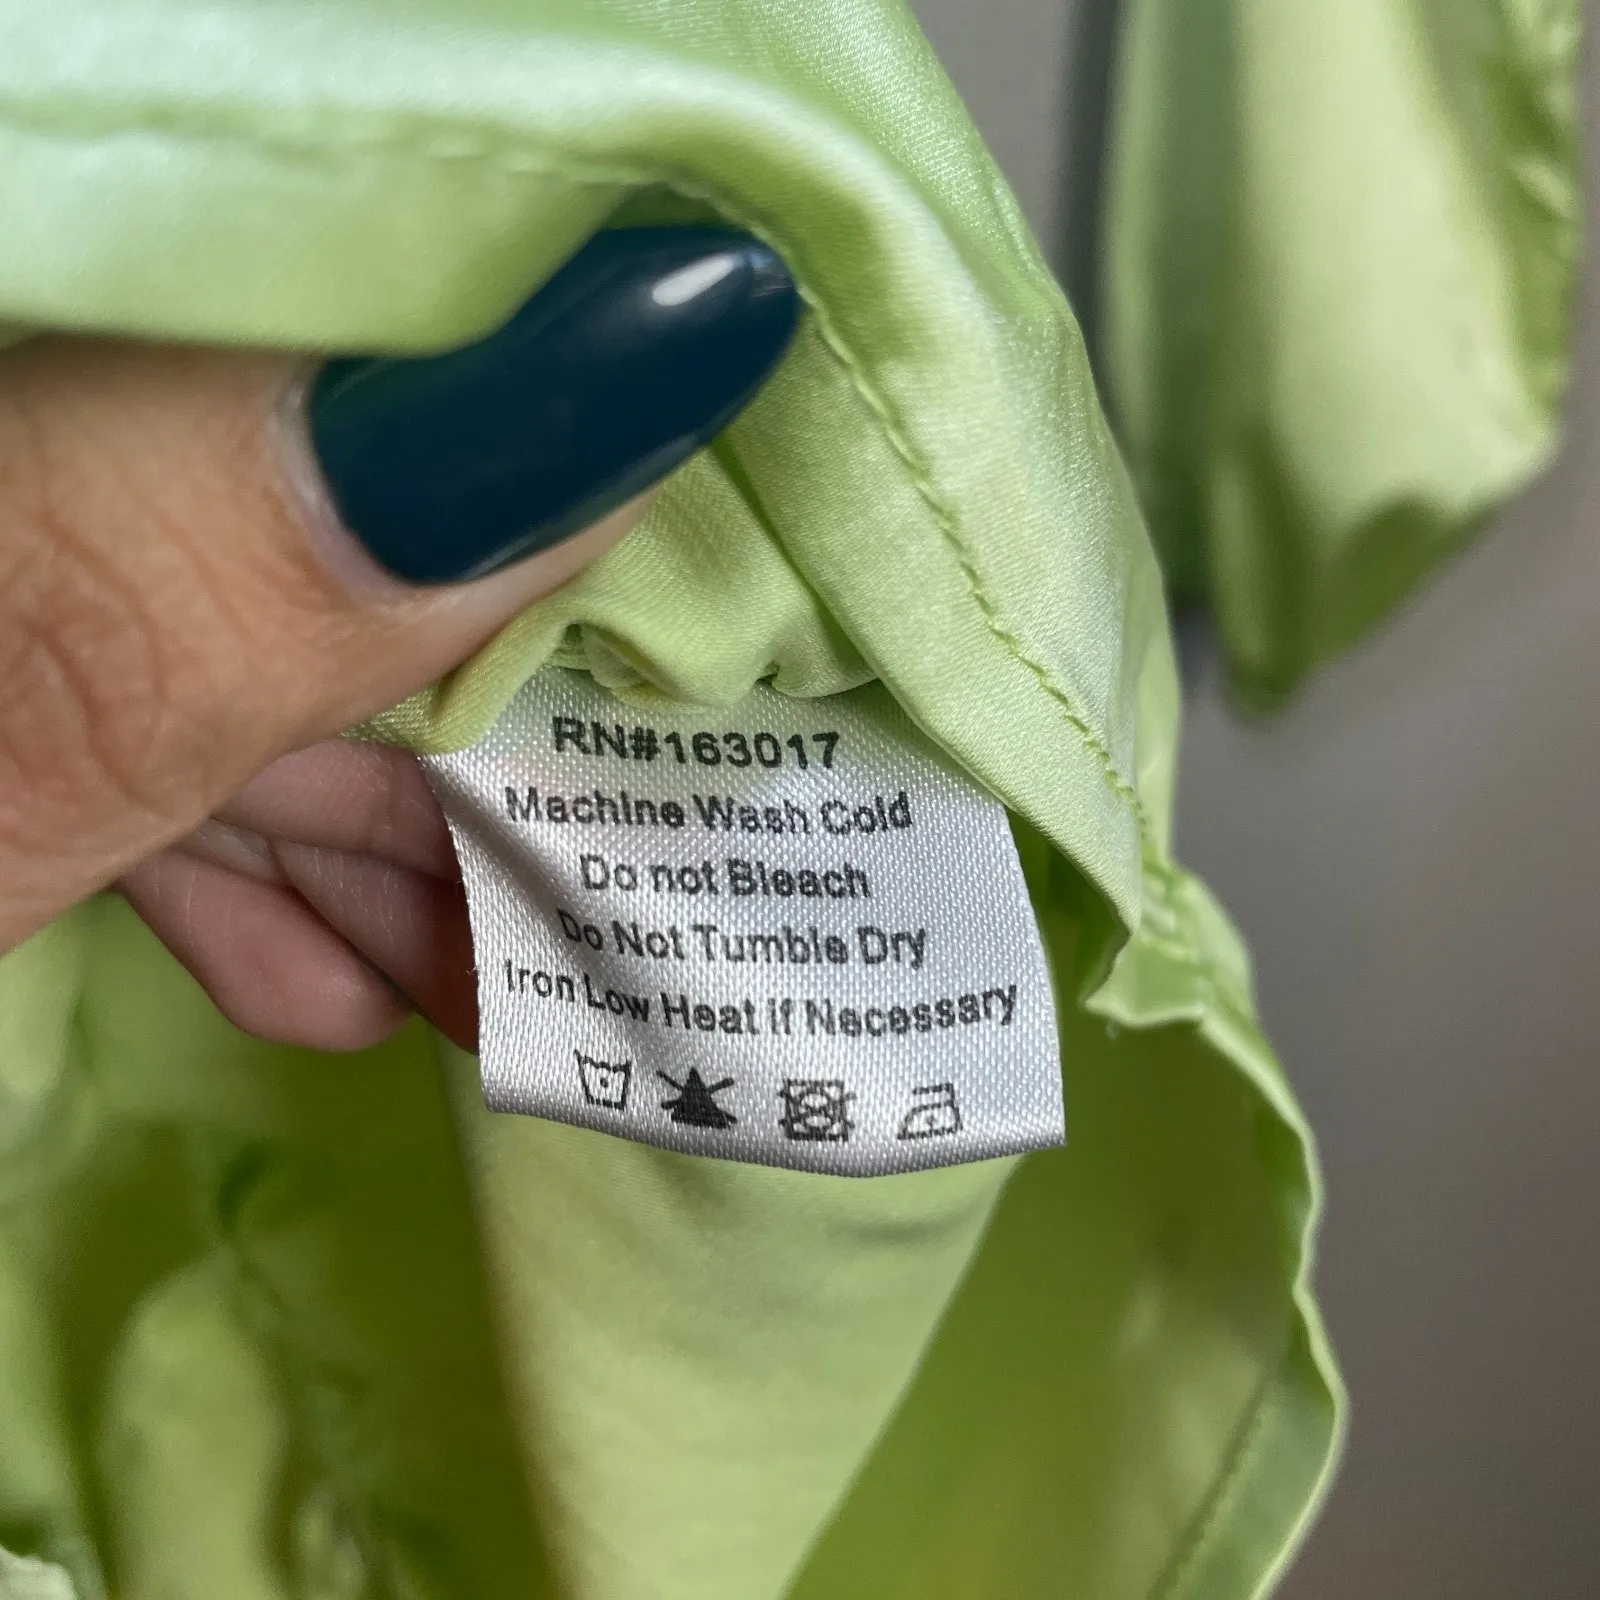 RN#163017
Machine Wash Cold
Do not Bleach
Do Not Tumble Dry
Iron Low Heat if Necessary